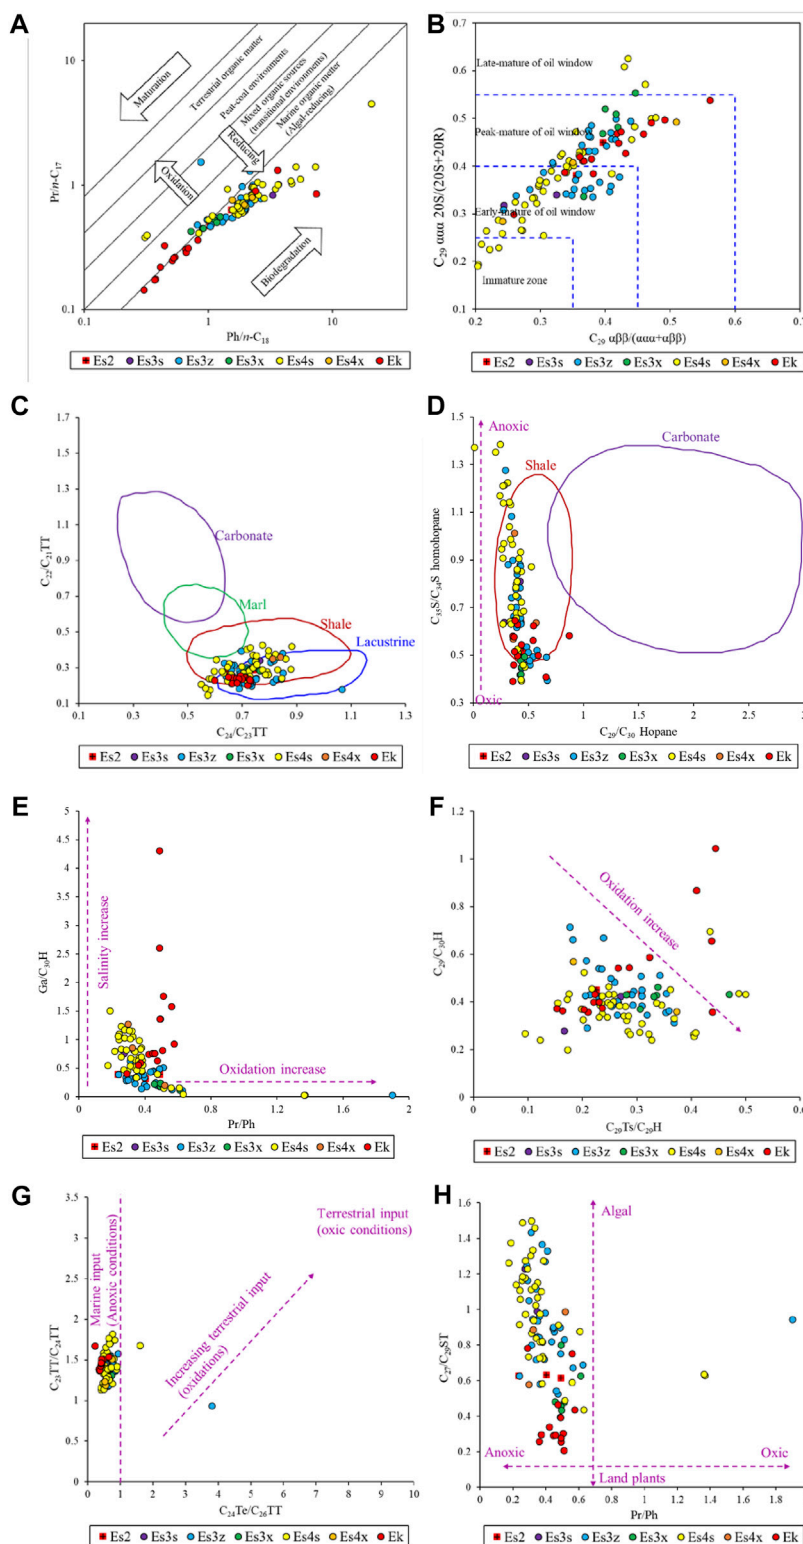 A
10
1
0.1
0.1
1
10
Pr/n-C17
Ph/n-C18
Maturation
Terrestrial organic matter
Peat-coal environments
Mixed organic sources
(transitional environments)
Marine organic metter
(Algal-reducing)
Reducing
Oxidation
Biodegradation
Es2 Es3s Es3z Es3x Es4s Es4x Ek
B
0.7
0.6
0.5
0.4
0.3
0.2
0.1
0.2 0.3 0.4 0.5 0.6 0.7
C29 ααα 20S/(20S+20R)
C29 αββ/(ααα+αββ)
Late-mature of oil window
Peak-mature of oil window
Early-mature of oil window
Immature zone
Es2 Es3s Es3z Es3x Es4s Es4x Ek
C
1.7
1.5
1.3
1.1
0.9
0.7
0.5
0.3
0.1
0.1 0.3 0.5 0.7 0.9 1.1 1.3
C22/C21TT
C24/C23TT
Carbonate
Marl
Shale
Lacustrine
Es2 Es3s Es3z Es3x Es4s Es4x Ek
D
1.5
1.3
1.1
0.9
0.7
0.5
0.3
0 0.5 1 1.5 2 2.5 3
C35S/C34S homohopane
C29/C30 Hopane
Anoxic
Carbonate
Shale
Oxic
Es2 Es3s Es3z Es3x Es4s Es4x Ek
E
5
4.5
4
3.5
3
2.5
2
1.5
1
0.5
0
0 0.4 0.8 1.2 1.6 2
Ga/C30H
Pr/Ph
Salinity increase
Oxidation increase
Es2 Es3s Es3z Es3x Es4s Es4x Ek
F
1.2
1
0.8
0.6
0.4
0.2
0
0 0.1 0.2 0.3 0.4 0.5 0.6
C29/C30H
C29Ts/C29H
Oxidation increase
Es2 Es3s Es3z Es3x Es4s Es4x Ek
G
3.5
3
2.5
2
1.5
1
0.5
0
0 1 2 3 4 5 6 7 8 9 10
C23TT/C24TT
C24Te/C26TT
Marine input
(Anoxic conditions)
Terrestrial input
(oxic conditions)
Increasing terrestrial input
(oxidations)
Es2 Es3s Es3z Es3x Es4s Es4x Ek
H
1.6
1.4
1.2
1
0.8
0.6
0.4
0.2
0
0 0.2 0.4 0.6 0.8 1 1.2 1.4 1.6 1.8
C27/C29ST
Pr/Ph
Algal
Anoxic
Oxic
Land plants
Es2 Es3s Es3z Es3x Es4s Es4x Ek